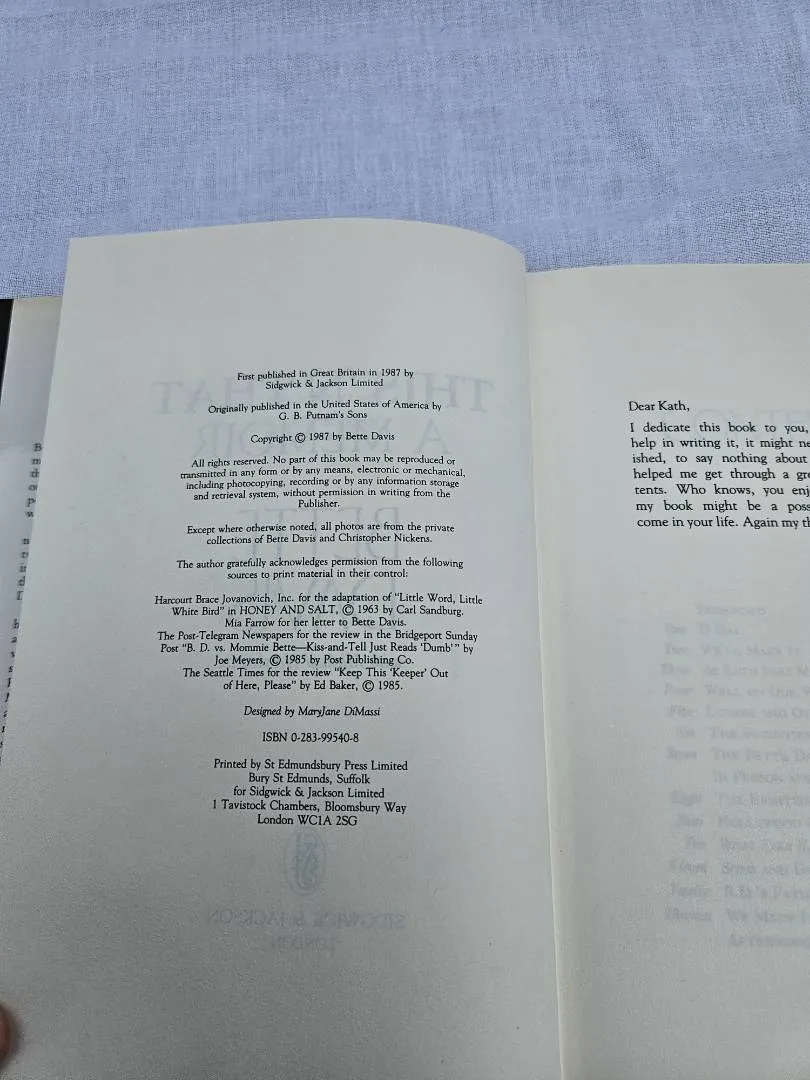 First published in Great Britain in 1987 by
Sidgwick & Jackson Limited
Originally published in the United States of America by
G. B. Putnam's Sons
Copyright © 1987 by Bette Davis
All rights reserved. No part of this book may be reproduced or
transmitted in any form or by any means, electronic or mechanical,
including photocopying, recording or by any information storage
and retrieval system, without permission in writing from the
Publisher.
Except where otherwise noted, all photos are from the private
collections of Bette Davis and Christopher Nickens.
The author gratefully acknowledges permission from the following
sources to print material in their control:
Harcourt Brace Jovanovich, Inc. for the adaptation of "Little Word, Little
White Bird" in HONEY AND SALT, © 1963 by Carl Sandburg.
Mia Farrow for her letter to Bette Davis.
The Post-Telegram Newspapers for the review in the Bridgeport Sunday
Post "B. D. vs. Mommie Bette—Kiss-and-Tell Just Reads 'Dumb'" by
Joe Meyers, © 1985 by Post Publishing Co.
The Seattle Times for the review "Keep This 'Keeper' Out
of Here, Please" by Ed Baker, © 1985.
Designed by MaryJane DiMassi
ISBN 0-283-99540-8
Printed by St Edmundsbury Press Limited
Bury St Edmunds, Suffolk
for Sidgwick & Jackson Limited
1 Tavistock Chambers, Bloomsbury Way
London WC1A 2SG
SIDGWICK & JACKSON
LONDON
Dear Kath,
I dedicate this book to you,
help in writing it, it might ne
ished, to say nothing about
helped me get through a gre
tents. Who knows, you enj
my book might be a poss
come in your life. Again my th